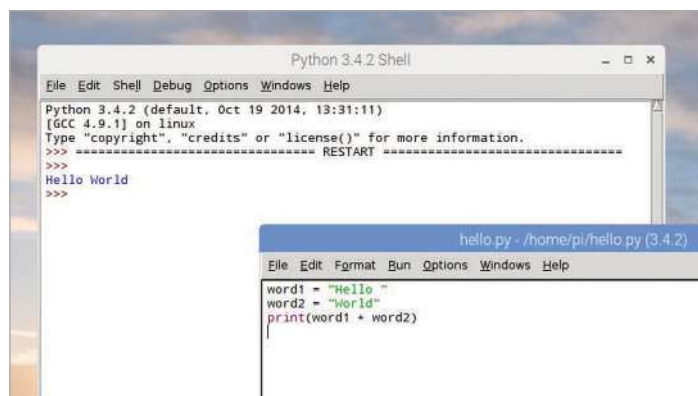 Python 3.4.2 Shell
File Edit Shell Debug Options Windows Help
Python 3.4.2 (default, Oct 19 2014, 13:31:11)
[GCC 4.9.1] on linux
Type "copyright", "credits" or "license()" for more information.
>>> ================================ RESTART ================================
>>>
Hello World
>>>
hello.py - /home/pi/hello.py (3.4.2)
File Edit Format Run Options Windows Help
word1 = "Hello "
word2 = "World"
print(word1 + word2)